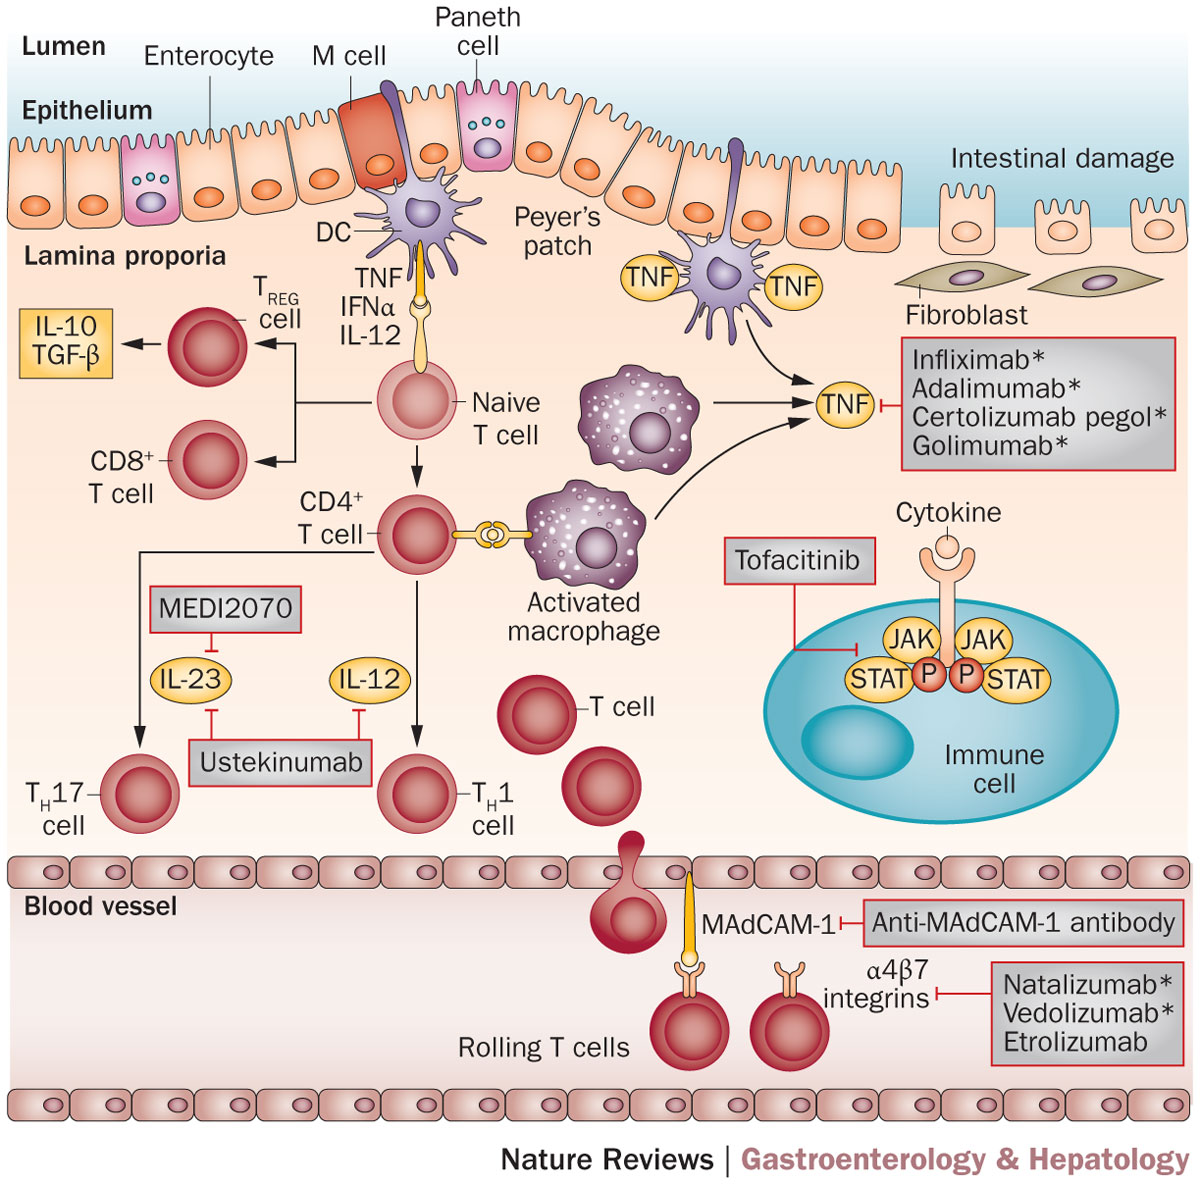 Paneth
cell
Lumen
Enterocyte
M cell
Epithelium
Intestinal damage
Peyer's
patch
DC
Lamina proporia
TNF
IFNα
IL-12
TNF
TNF
Fibroblast
T REG
cell
IL-10
TGF-β
Infliximab*
Adalimumab*
Certolizumab pegol*
Golimumab*
TNF
Naive
T cell
CD8+
T cell
CD4+
T cell
Cytokine
Tofacitinib
Activated
macrophage
MEDI2070
JAK
JAK
STAT
P
P
STAT
IL-23
IL-12
T cell
Ustekinumab
Immune
cell
TH17
cell
TH1
cell
Blood vessel
MAdCAM-1
Anti-MAdCAM-1 antibody
α4β7
integrins
Natalizumab*
Vedolizumab*
Etrolizumab
Rolling T cells
Nature Reviews | Gastroenterology & Hepatology